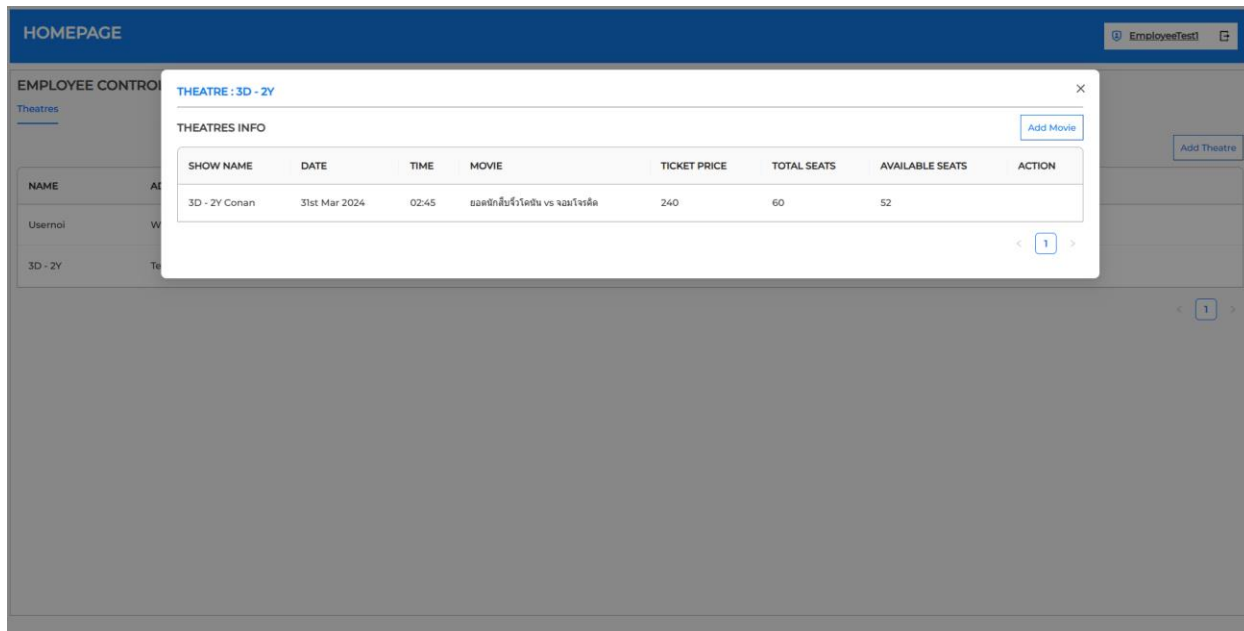 HOMEPAGE
EmployeeTest1
EMPLOYEE CONTRO
Theatres
Add Theatre
NAME
Usernoi W
3D - 2Y Te
THEATRE : 3D - 2Y
THEATRES INFO
Add Movie
SHOW NAME DATE TIME MOVIE TICKET PRICE TOTAL SEATS AVAILABLE SEATS ACTION
3D - 2Y Conan 31st Mar 2024 02:45 ยอดนักสืบจิ๋วโคนัน vs จอมโจรคิด 240 60 52
< 1 >
< 1 >